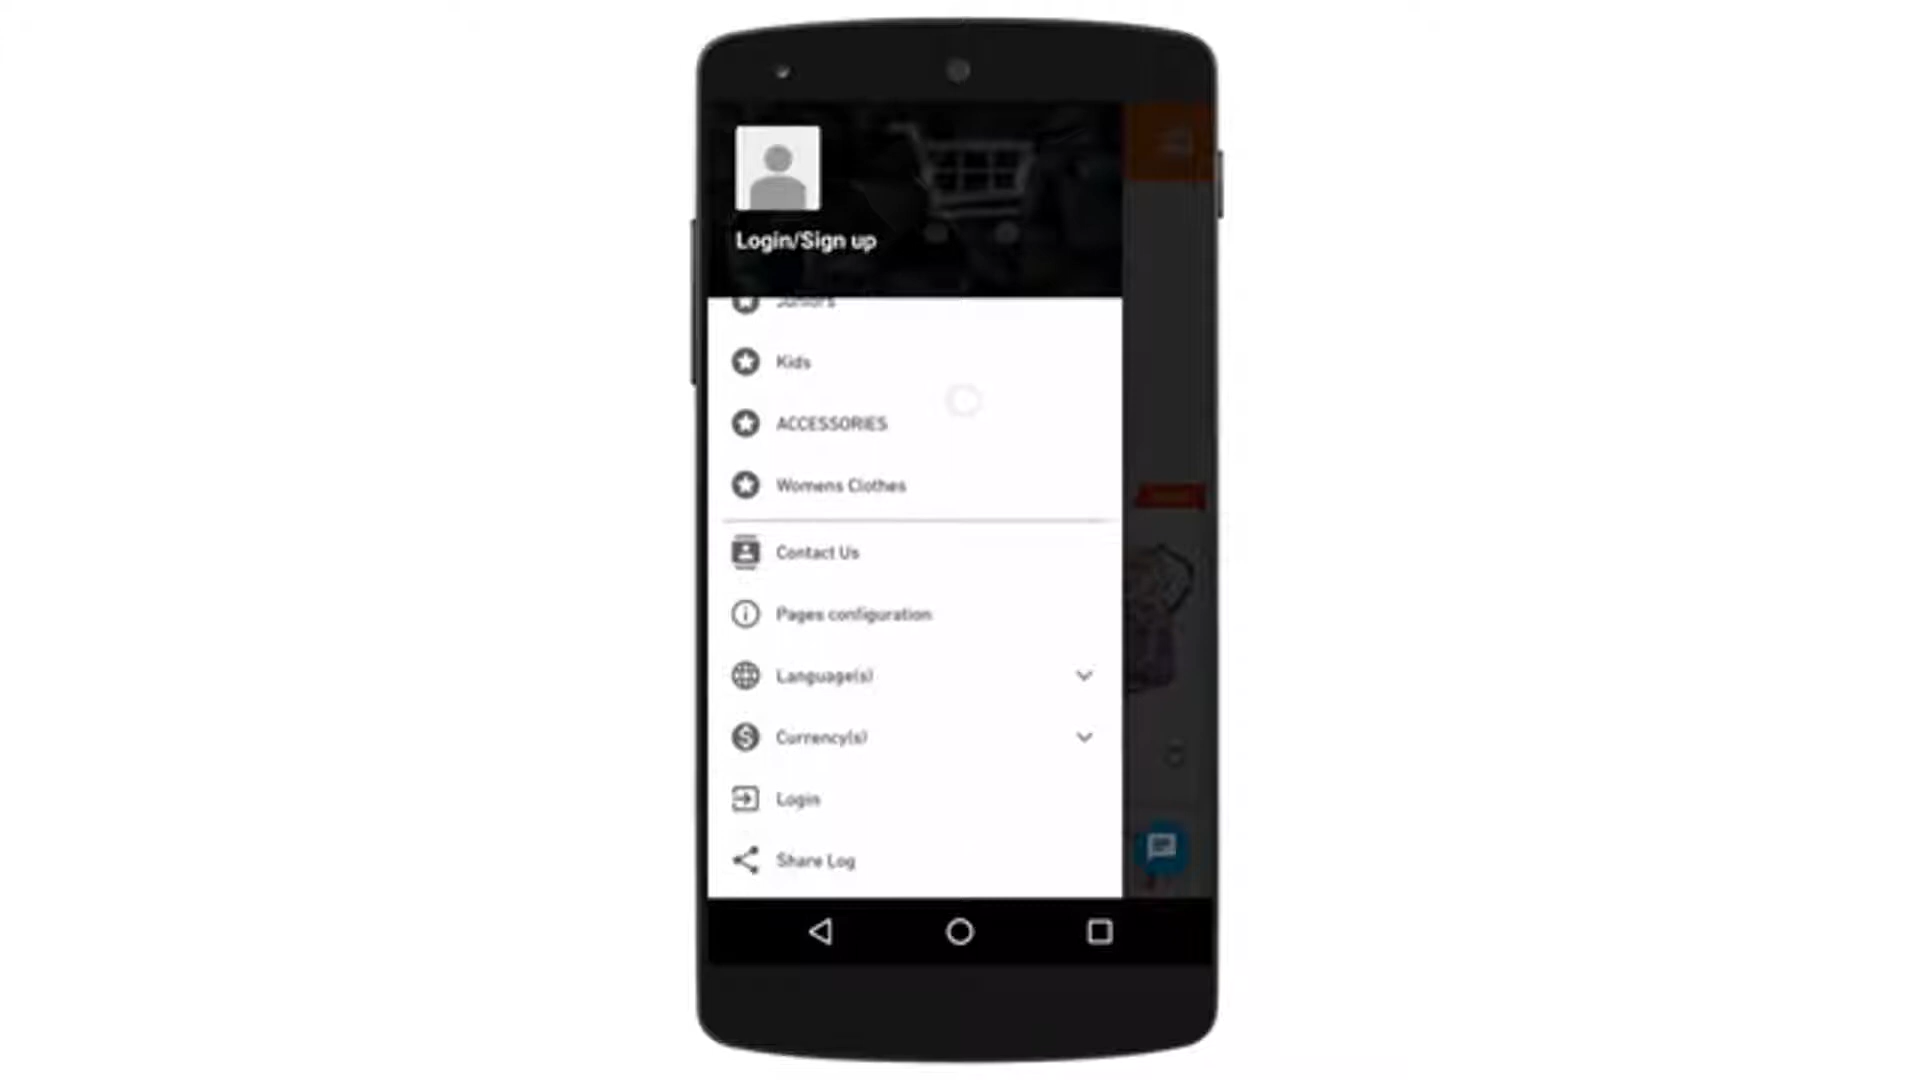 Login/Sign up
Juniors
Kids
ACCESSORIES
Womens Clothes
Contact Us
Pages configuration
Language(s)
Currency(s)
Login
Share Log